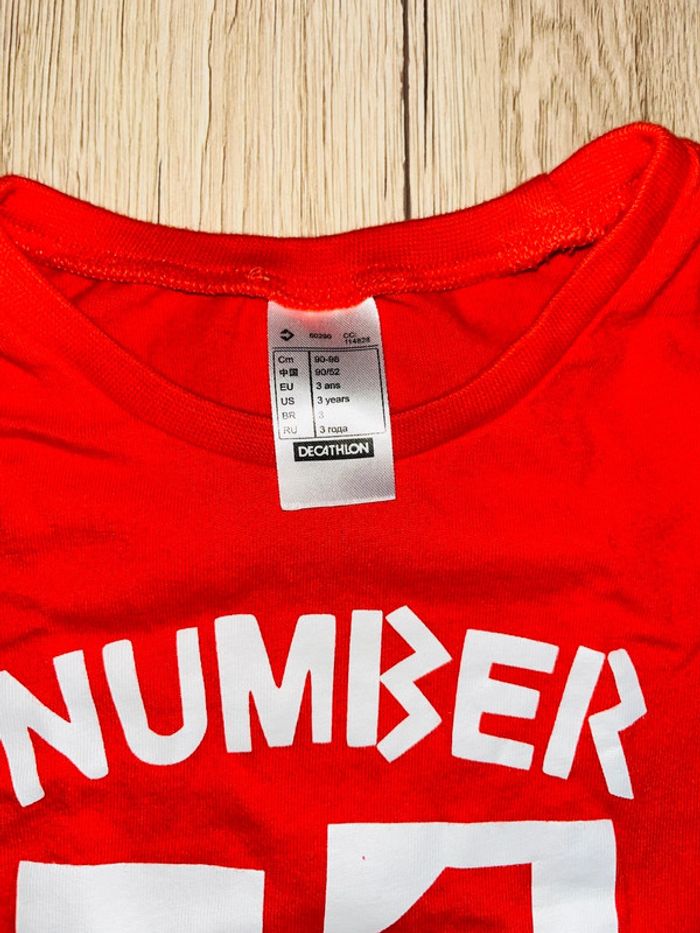 60290 CC:
114828
Cm 90-96
中国 90/52
EU 3 ans
US 3 years
BR 3
RU 3 года
DECATHLON
NUMBER